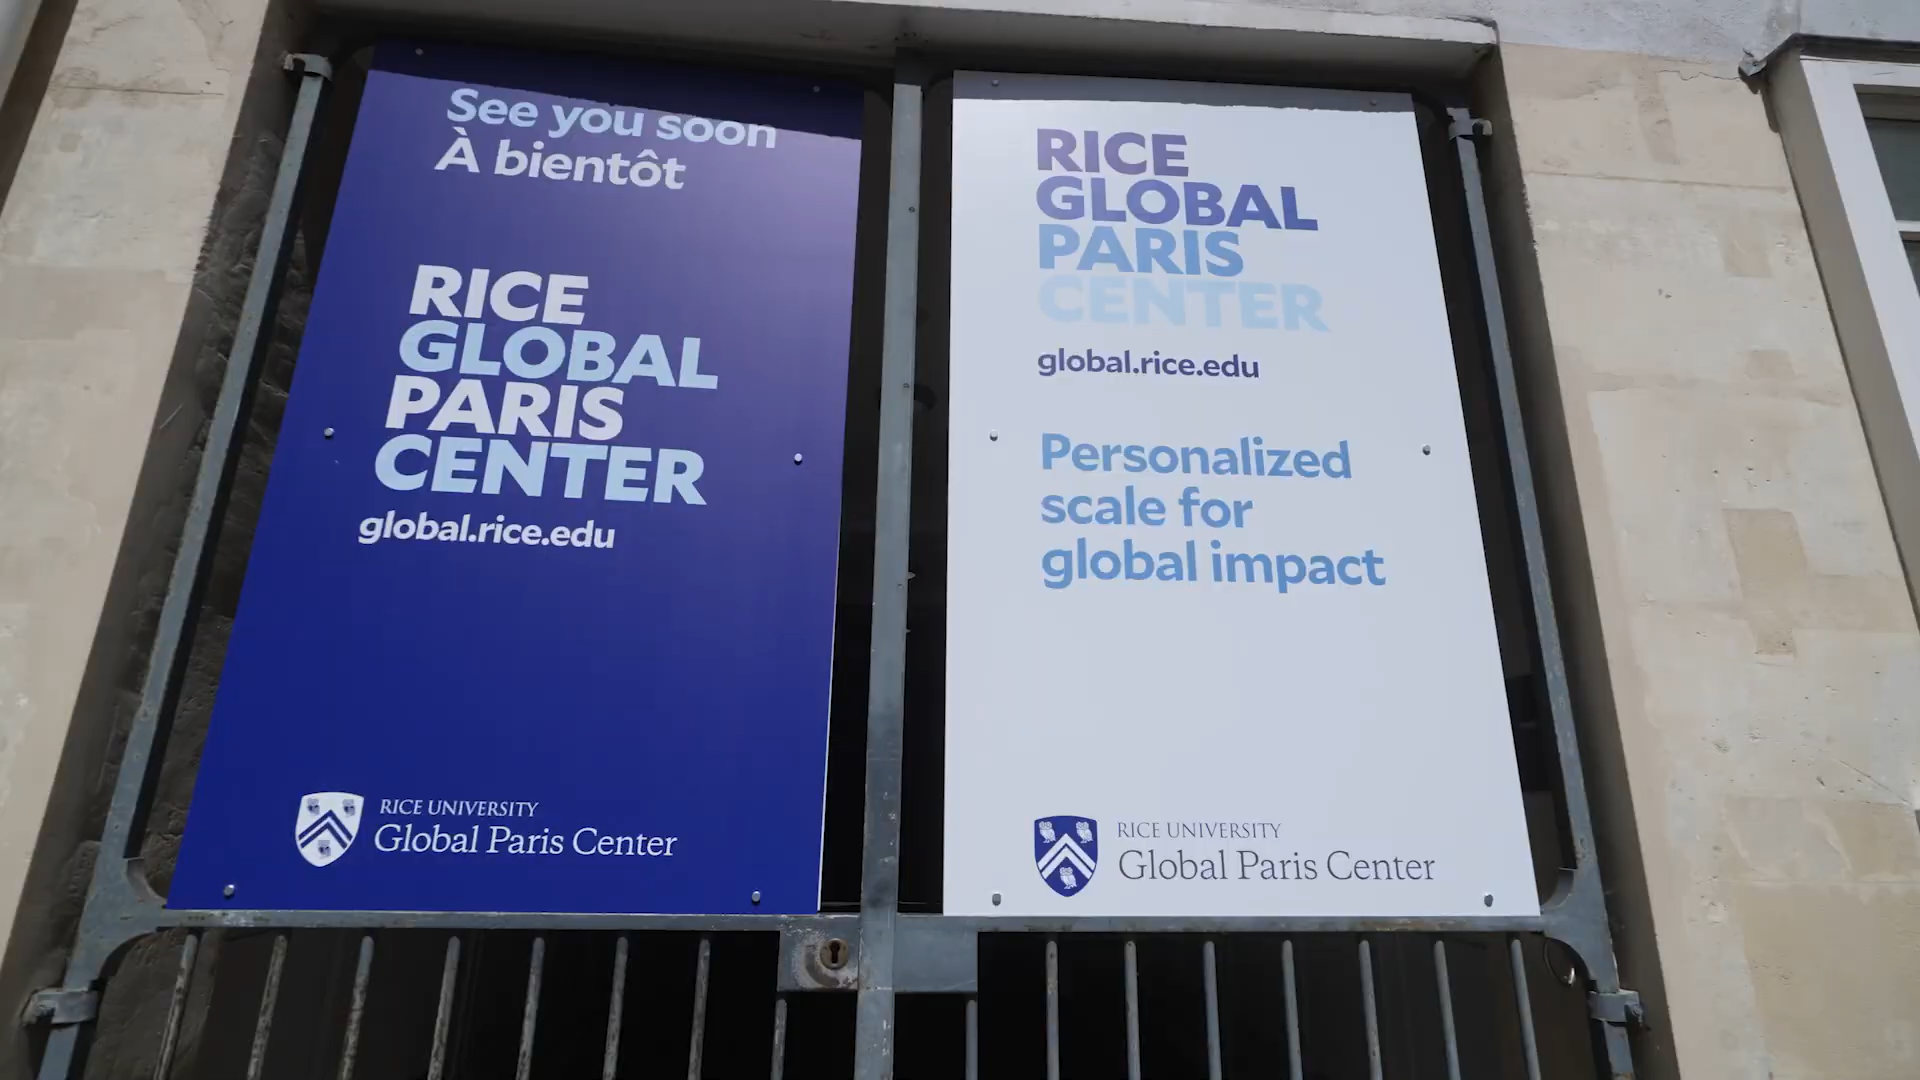 See you soon
À bientôt
RICE
GLOBAL
PARIS
CENTER
global.rice.edu
RICE UNIVERSITY
Global Paris Center
RICE
GLOBAL
PARIS
CENTER
global.rice.edu
Personalized
scale for
global impact
RICE UNIVERSITY
Global Paris Center